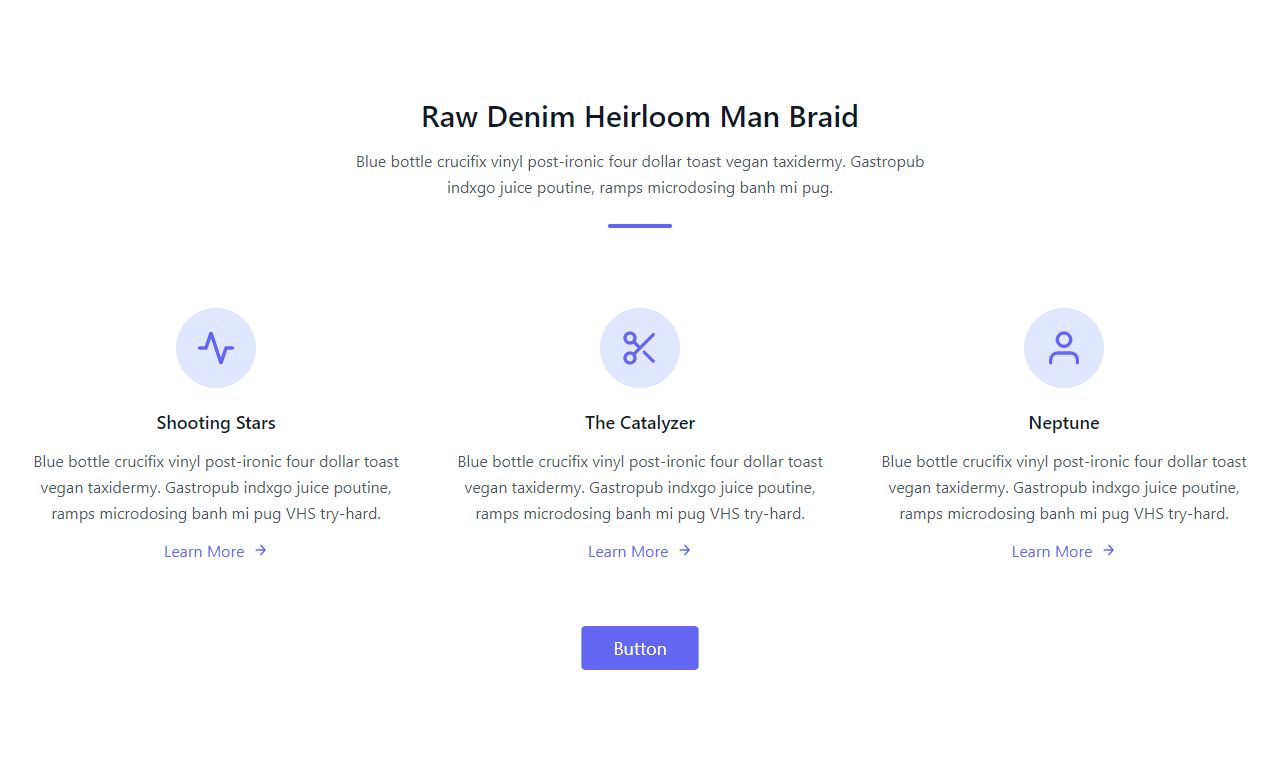 Raw Denim Heirloom Man Braid
Blue bottle crucifix vinyl post-ironic four dollar toast vegan taxidermy. Gastropub
indxgo juice poutine, ramps microdosing banh mi pug.
Shooting Stars
Blue bottle crucifix vinyl post-ironic four dollar toast
vegan taxidermy. Gastropub indxgo juice poutine,
ramps microdosing banh mi pug VHS try-hard.
Learn More
The Catalyzer
Blue bottle crucifix vinyl post-ironic four dollar toast
vegan taxidermy. Gastropub indxgo juice poutine,
ramps microdosing banh mi pug VHS try-hard.
Learn More
Neptune
Blue bottle crucifix vinyl post-ironic four dollar toast
vegan taxidermy. Gastropub indxgo juice poutine,
ramps microdosing banh mi pug VHS try-hard.
Learn More
Button